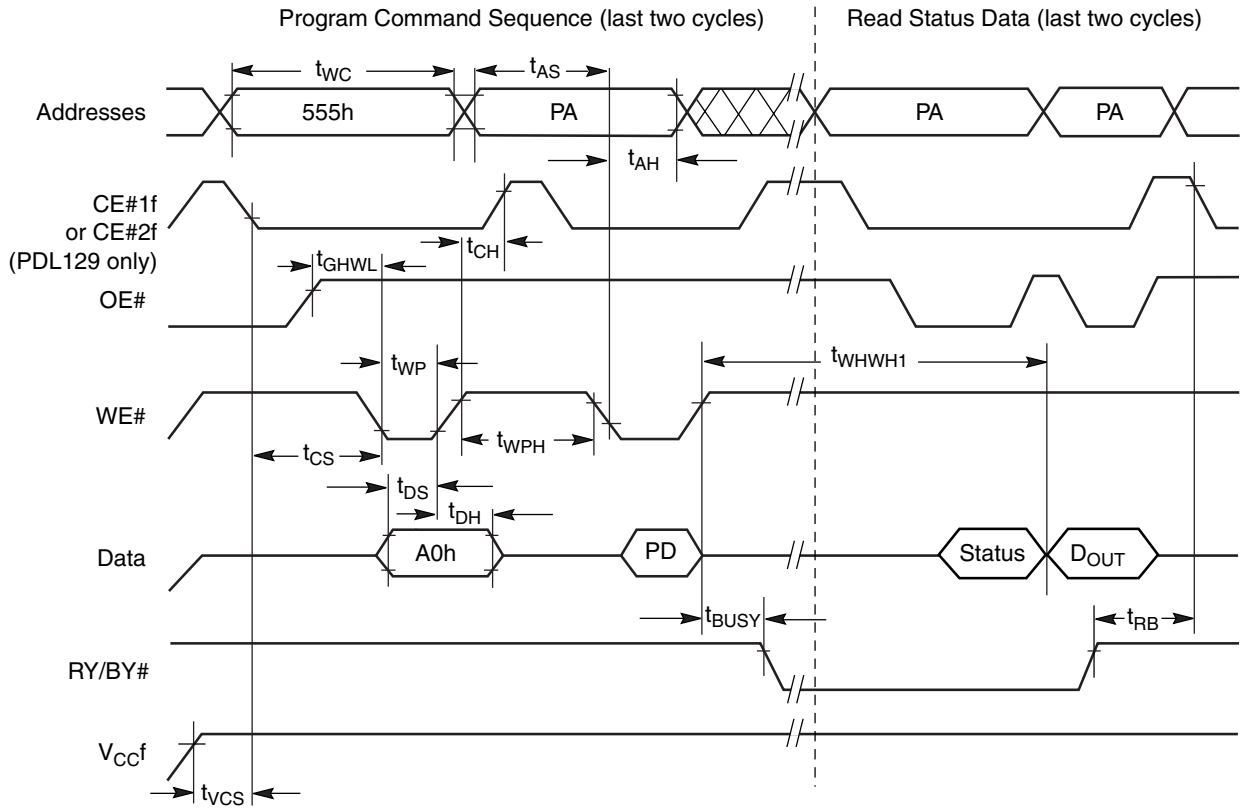 Program Command Sequence (last two cycles) Read Status Data (last two cycles)
tWC tAS
Addresses 555h PA PA PA
tAH
CE#1f
or CE#2f
(PDL129 only)
tCH
tGHWL
OE#
tWP tWHWH1
WE#
tWPH
tCS
tDS
tDH
Data A0h PD Status DOUT
tBUSY tRB
RY/BY#
VCCf
tVCS